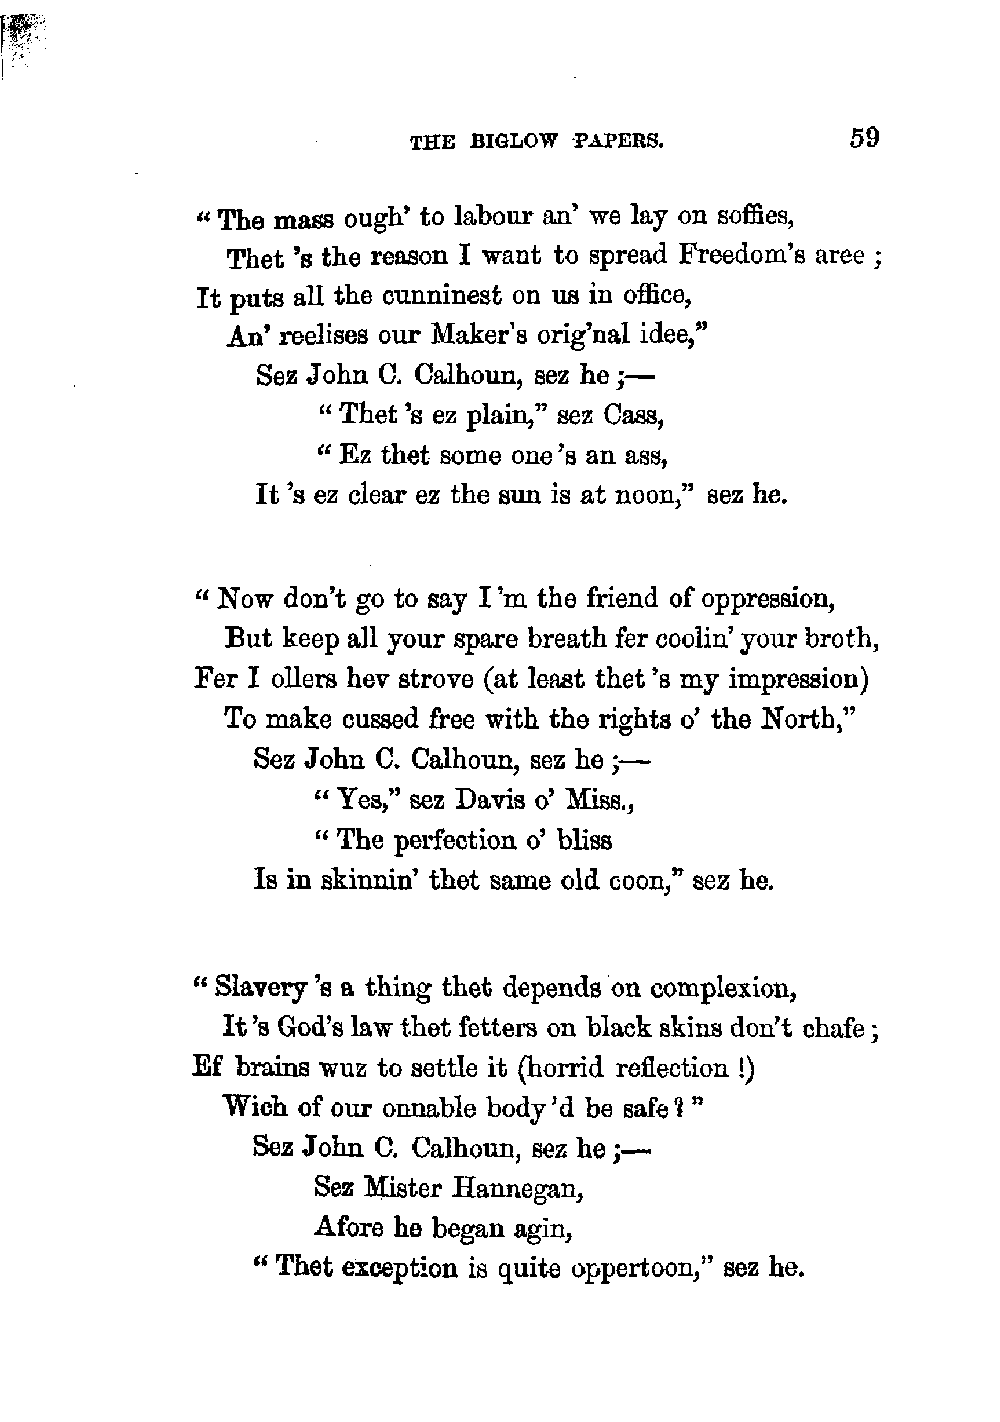 THE BIGLOW PAPERS. 59
“ The mass ough’ to labour an’ we lay on soffies,
Thet ’s the reason I want to spread Freedom’s aree ;
It puts all the cunninest on us in office,
An’ reelises our Maker’s orig’nal idee,”
Sez John C. Calhoun, sez he ;—
“ Thet ’s ez plain,” sez Cass,
“ Ez thet some one ’s an ass,
It ’s ez clear ez the sun is at noon,” sez he.
“ Now don’t go to say I ’m the friend of oppression,
But keep all your spare breath fer coolin’ your broth,
Fer I ollers hev strove (at least thet ’s my impression)
To make cussed free with the rights o’ the North,”
Sez John C. Calhoun, sez he ;—
“ Yes,” sez Davis o’ Miss.,
“ The perfection o’ bliss
Is in skinnin’ thet same old coon,” sez he.
“ Slavery ’s a thing thet depends on complexion,
It ’s God’s law thet fetters on black skins don’t chafe ;
Ef brains wuz to settle it (horrid reflection !)
Wich of our onnable body ’d be safe ? ”
Sez John C. Calhoun, sez he ;—
Sez Mister Hannegan,
Afore he began agin,
“ Thet exception is quite oppertoon,” sez he.